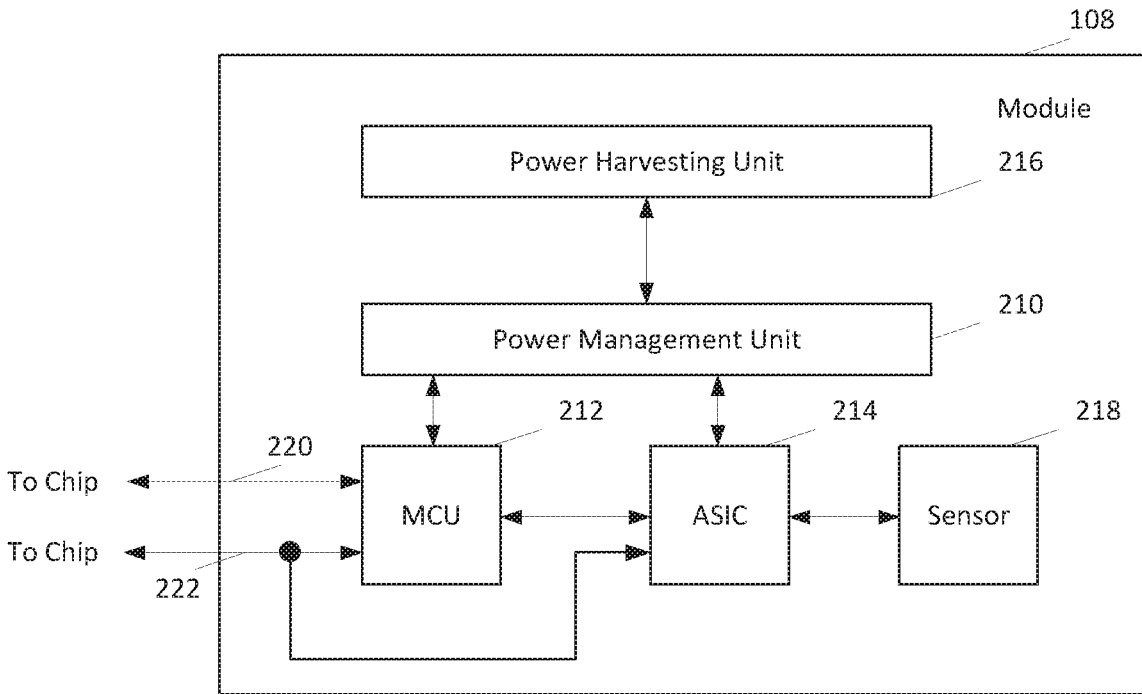 108
Module
Power Harvesting Unit
216
210
Power Management Unit
212
214
218
220
To Chip
MCU
ASIC
Sensor
To Chip
222